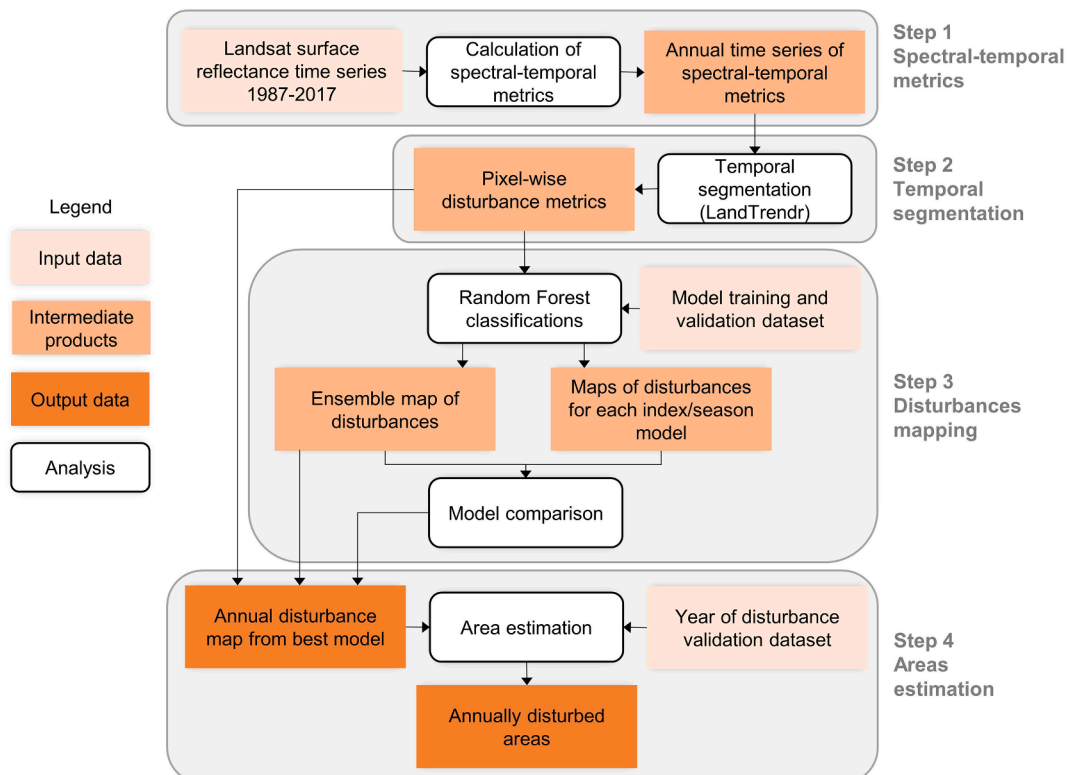 Landsat surface
reflectance time series
1987-2017
Calculation of
spectral-temporal
metrics
Annual time series of
spectral-temporal
metrics
Step 1
Spectral-temporal
metrics
Pixel-wise
disturbance metrics
Temporal
segmentation
(LandTrendr)
Step 2
Temporal
segmentation
Legend
Input data
Intermediate
products
Output data
Analysis
Random Forest
classifications
Model training and
validation dataset
Ensemble map of
disturbances
Maps of disturbances
for each index/season
model
Model comparison
Step 3
Disturbances
mapping
Annual disturbance
map from best model
Area estimation
Year of disturbance
validation dataset
Annually disturbed
areas
Step 4
Areas
estimation